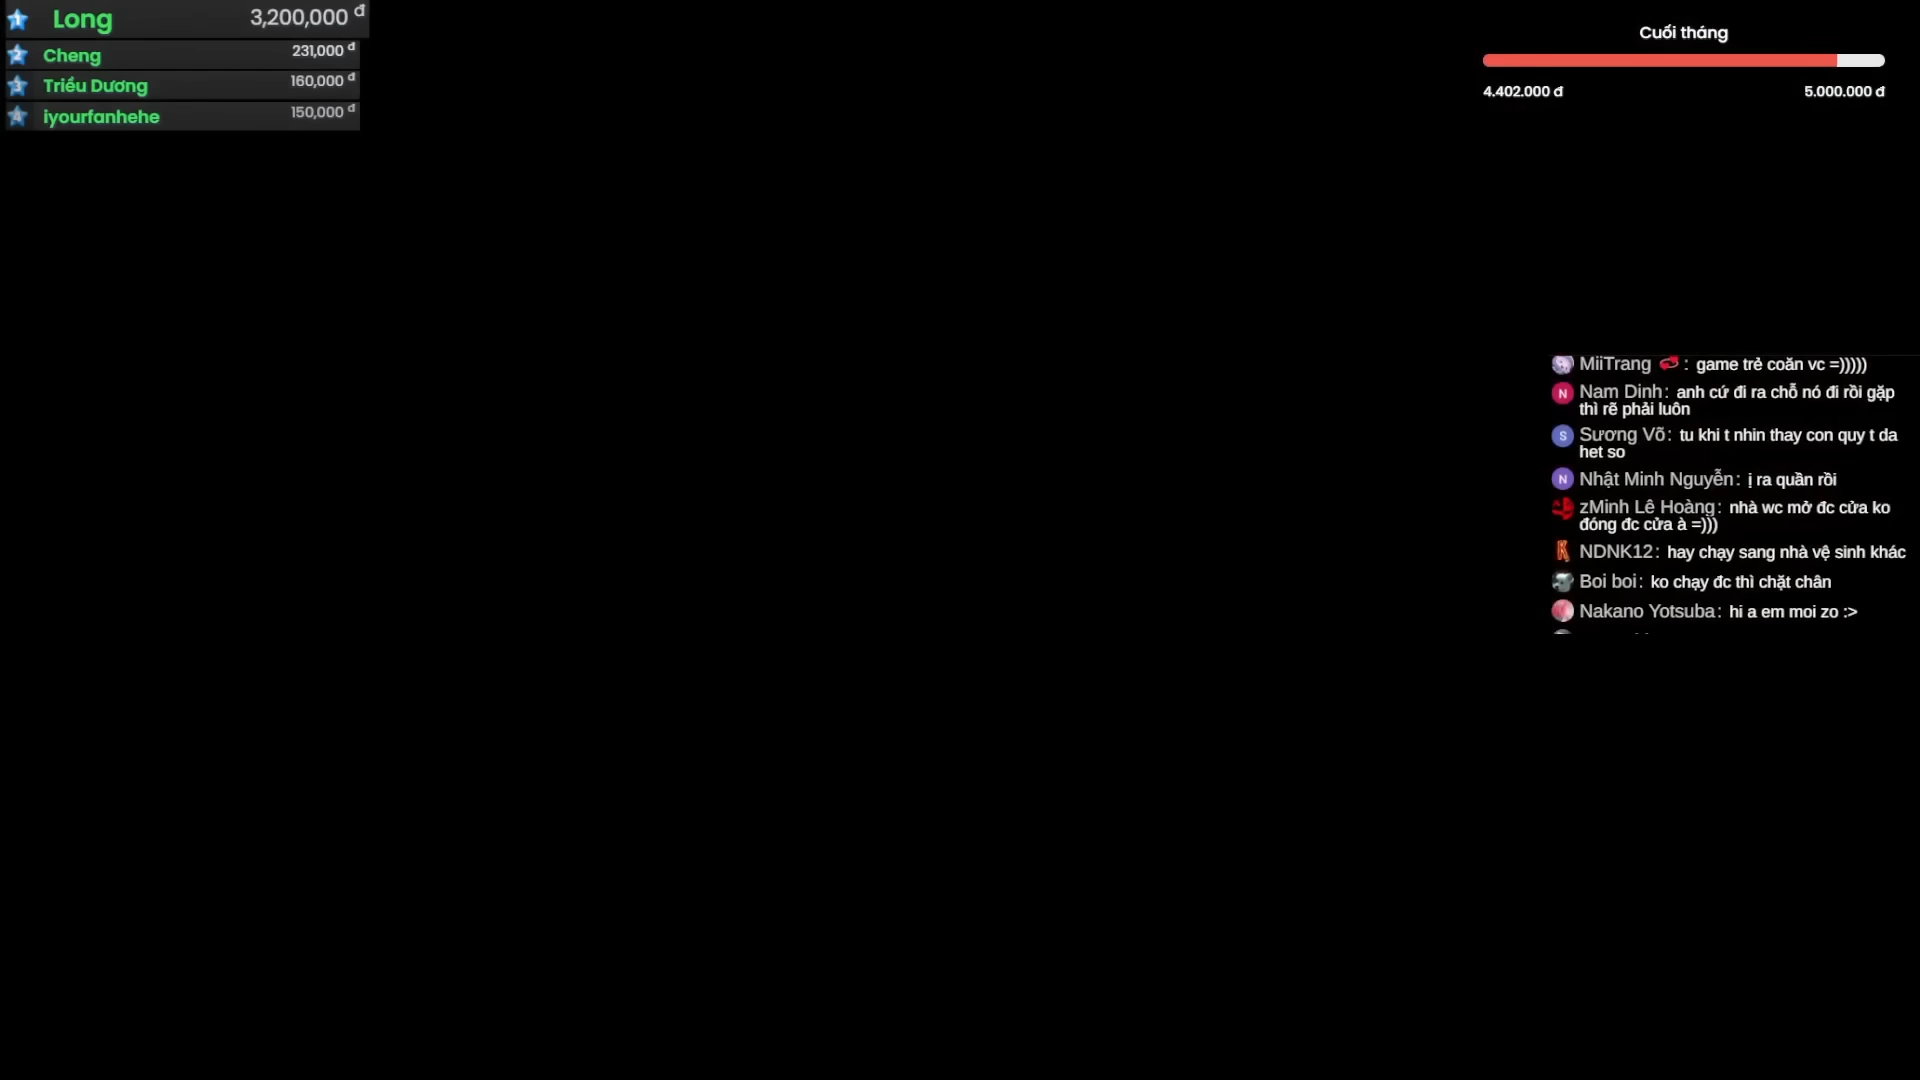 1 Long 3,200,000 đ
2 Cheng 231,000 đ
3 Triều Dương 160,000 đ
4 iyourfanhehe 150,000 đ
Cuối tháng
4.402.000 đ 5.000.000 đ
MiiTrang : game trẻ coăn vc =)))))
N Nam Dinh: anh cứ đi ra chỗ nó đi rồi gặp
thì rẽ phải luôn
S Sương Võ: tu khi t nhin thay con quy t da
het so
N Nhật Minh Nguyễn: ị ra quần rồi
zMinh Lê Hoàng: nhà wc mở đc cửa ko
đóng đc cửa à =)))
NDNK12: hay chạy sang nhà vệ sinh khác
Boi boi: ko chạy đc thì chặt chân
Nakano Yotsuba: hi a em moi zo :>